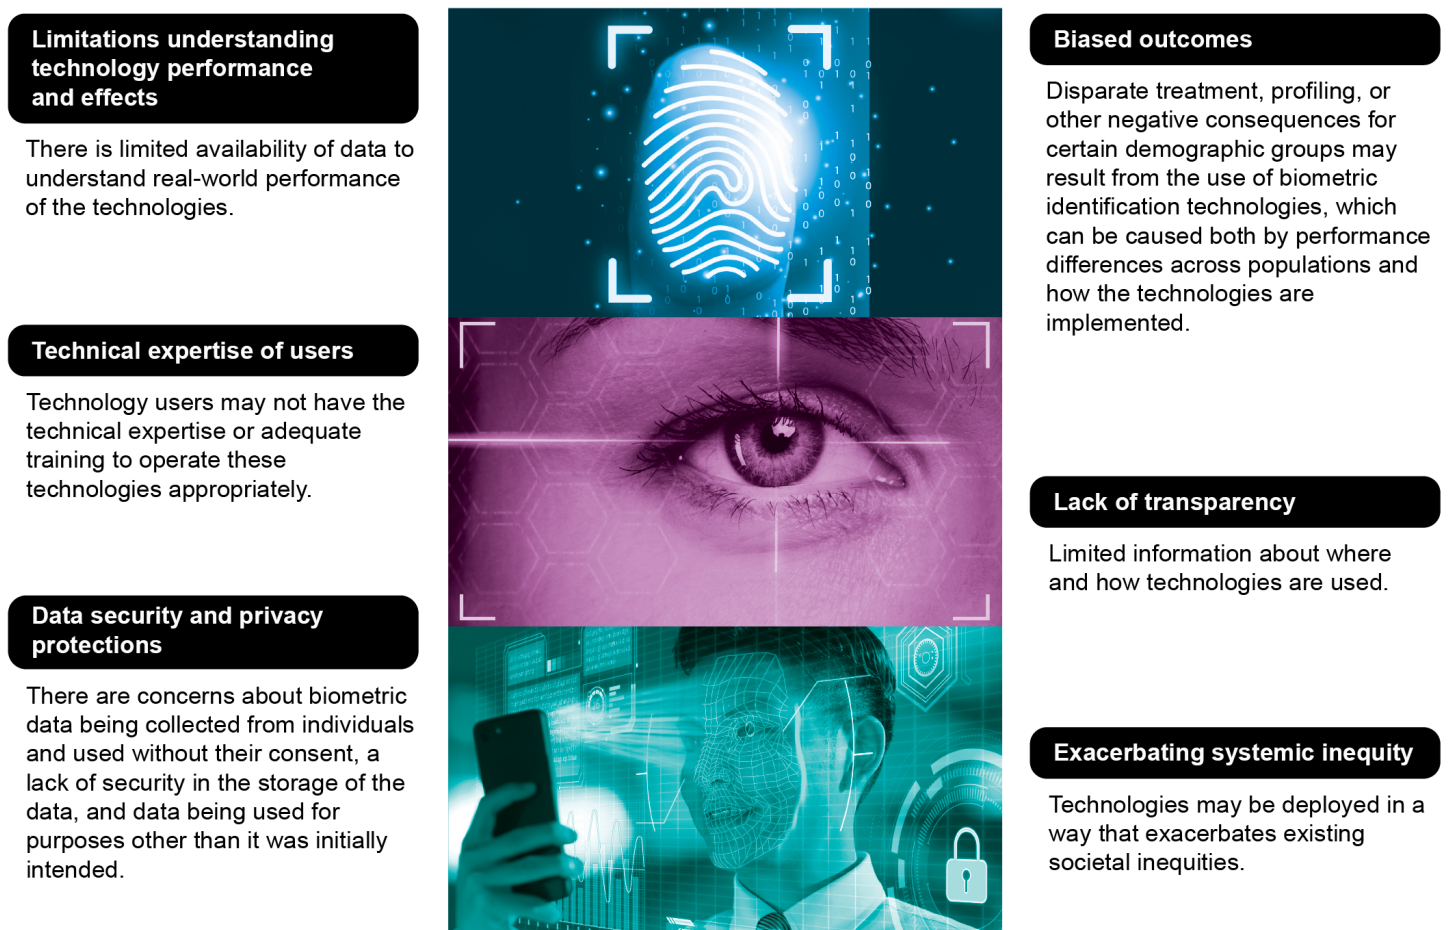 Limitations understanding
technology performance
and effects
There is limited availability of data to
understand real-world performance
of the technologies.
Technical expertise of users
Technology users may not have the
technical expertise or adequate
training to operate these
technologies appropriately.
Data security and privacy
protections
There are concerns about biometric
data being collected from individuals
and used without their consent, a
lack of security in the storage of the
data, and data being used for
purposes other than it was initially
intended.
Biased outcomes
Disparate treatment, profiling, or
other negative consequences for
certain demographic groups may
result from the use of biometric
identification technologies, which
can be caused both by performance
differences across populations and
how the technologies are
implemented.
Lack of transparency
Limited information about where
and how technologies are used.
Exacerbating systemic inequity
Technologies may be deployed in a
way that exacerbates existing
societal inequities.